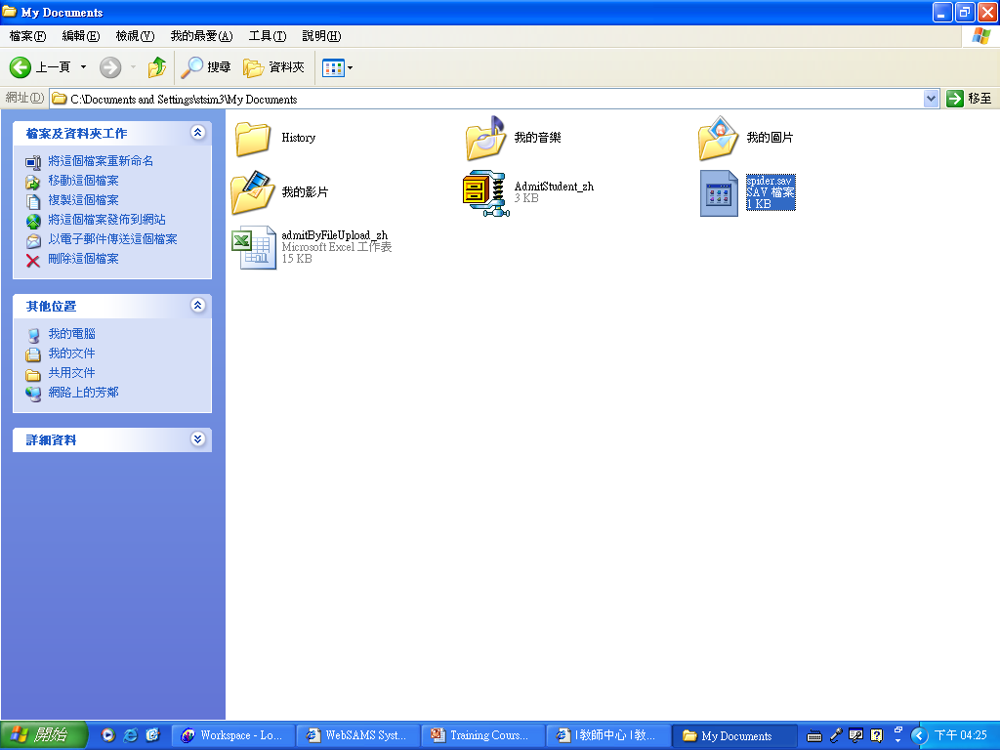 My Documents
檔案(F) 編輯(E) 檢視(V) 我的最愛(A) 工具(T) 說明(H)
上一頁 搜尋 資料夾
網址(D) C:\Documents and Settings\stsim3\My Documents 移至
檔案及資料夾工作
將這個檔案重新命名
移動這個檔案
複製這個檔案
將這個檔案發佈到網站
以電子郵件傳送這個檔案
刪除這個檔案
其他位置
我的電腦
我的文件
共用文件
網路上的芳鄰
詳細資料
History
我的音樂
我的圖片
我的影片
AdmitStudent_zh
3 KB
spider.sav
SAV 檔案
1 KB
admitByFileUpload_zh
Microsoft Excel 工作表
15 KB
開始 Workspace - Lo... WebSAMS Syst... Training Cours... |教師中心 |教... My Documents 下午 04:25